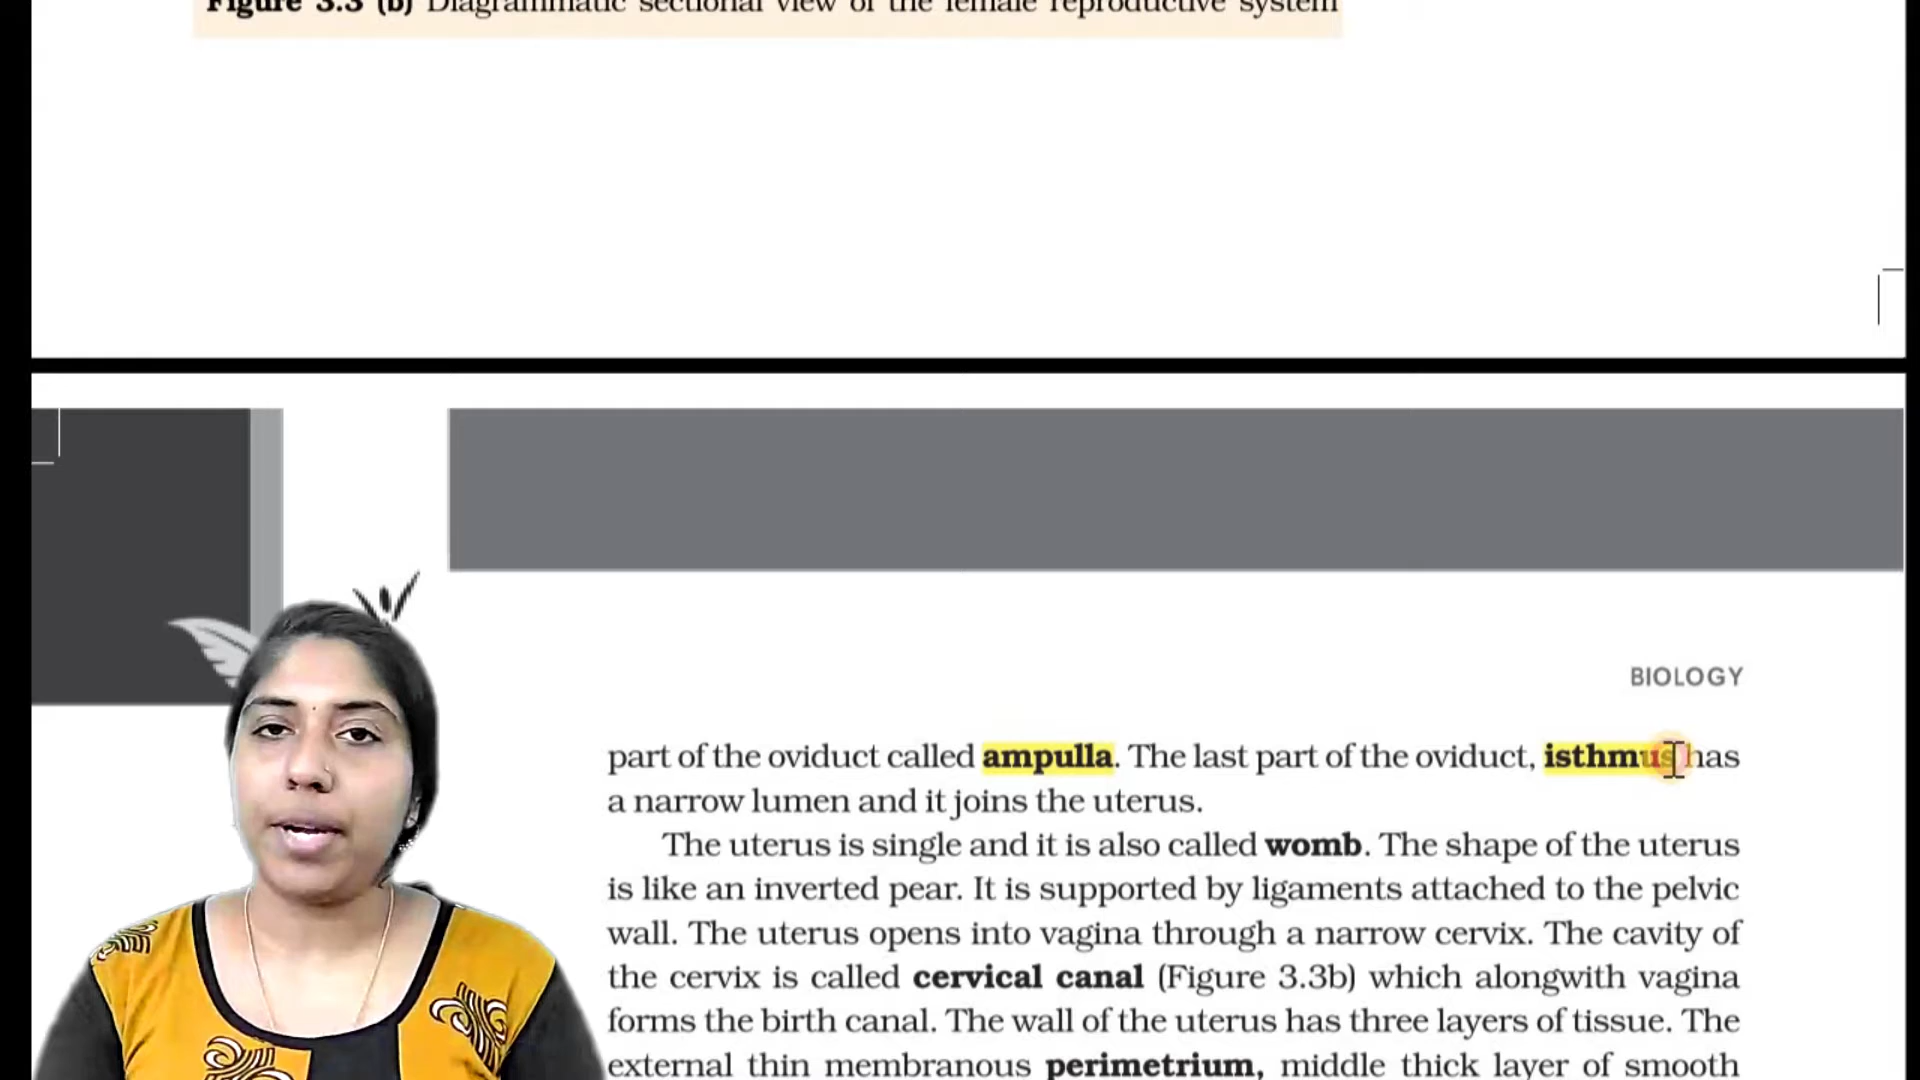 Figure 3.3 (b) Diagrammatic sectional view of the female reproductive system
BIOLOGY
part of the oviduct called ampulla. The last part of the oviduct, isthmus has
a narrow lumen and it joins the uterus.
The uterus is single and it is also called womb. The shape of the uterus
is like an inverted pear. It is supported by ligaments attached to the pelvic
wall. The uterus opens into vagina through a narrow cervix. The cavity of
the cervix is called cervical canal (Figure 3.3b) which alongwith vagina
forms the birth canal. The wall of the uterus has three layers of tissue. The
external thin membranous perimetrium, middle thick layer of smooth